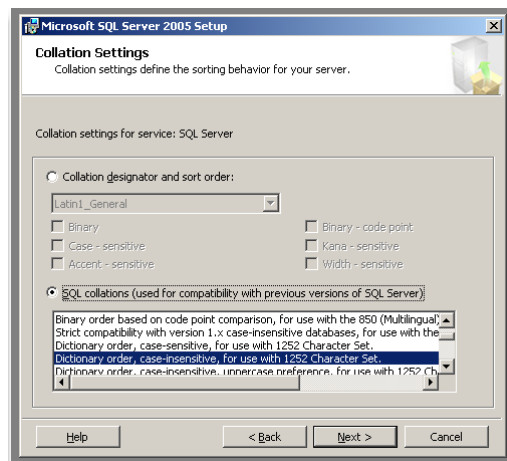 Microsoft SQL Server 2005 Setup
Collation Settings
Collation settings define the sorting behavior for your server.
Collation settings for service: SQL Server
Collation designator and sort order:
Latin1_General
Binary
Binary - code point
Case - sensitive
Kana - sensitive
Accent - sensitive
Width - sensitive
SQL collations (used for compatibility with previous versions of SQL Server)
Binary order based on code point comparison, for use with the 850 (Multilingual)
Strict compatibility with version 1.x case-insensitive databases, for use with the
Dictionary order, case-sensitive, for use with 1252 Character Set.
Dictionary order, case-insensitive, for use with 1252 Character Set.
Dictionary order, case-insensitive, uppercase preference, for use with 1252 Ch
Help
< Back
Next >
Cancel